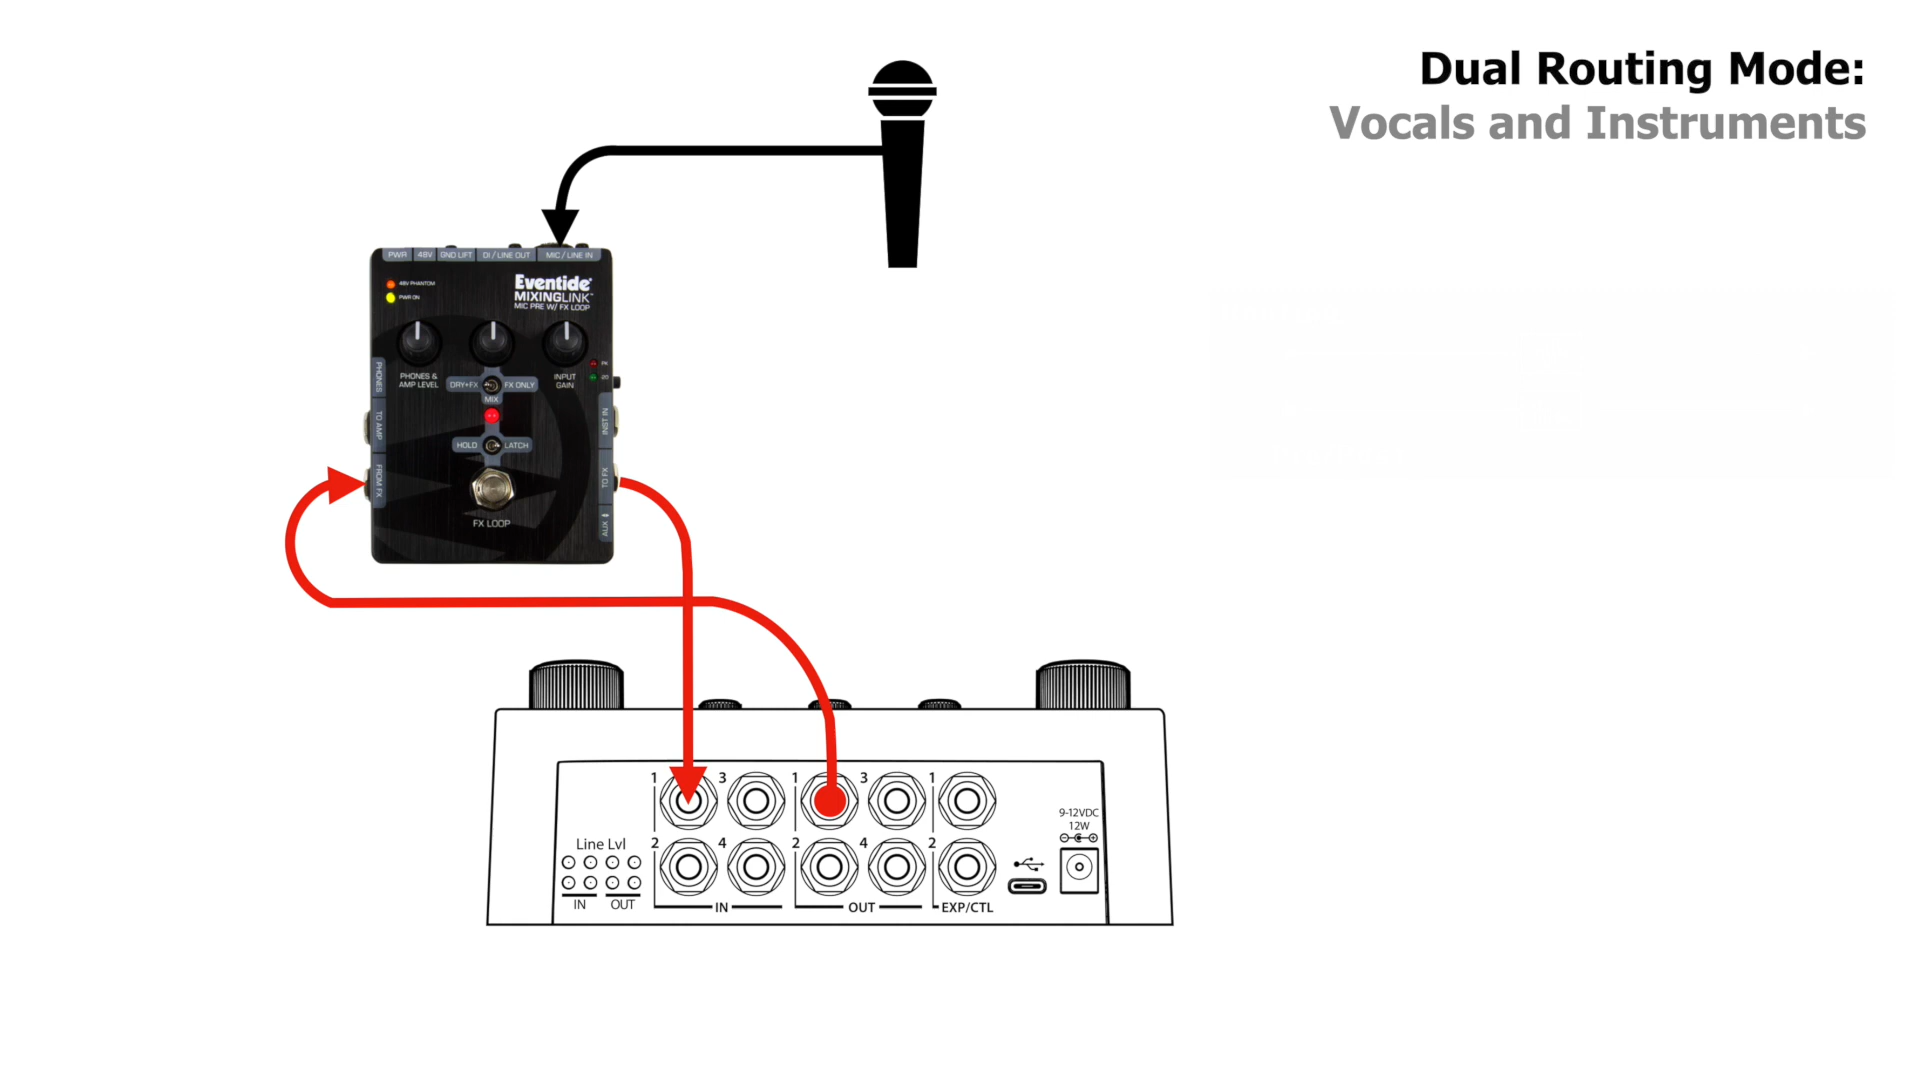 Dual Routing Mode:
Vocals and Instruments
PWR 48V GND LIFT DI / LINE OUT MIC / LINE IN
48V PHANTOM
PWR ON
Eventide®
MIXINGLINK™
MIC PRE W/ FX LOOP
PHONES &
AMP LEVEL
INPUT
GAIN
PK
-20
DRY+FX FX ONLY
MIX
HOLD LATCH
FX LOOP
PHONES
TO AMP
FROM FX
INST IN
TO FX
AUX
1 3 1 3 1
2 4 2 4 2
Line Lvl
IN OUT
IN OUT EXP/CTL
9-12VDC
12W